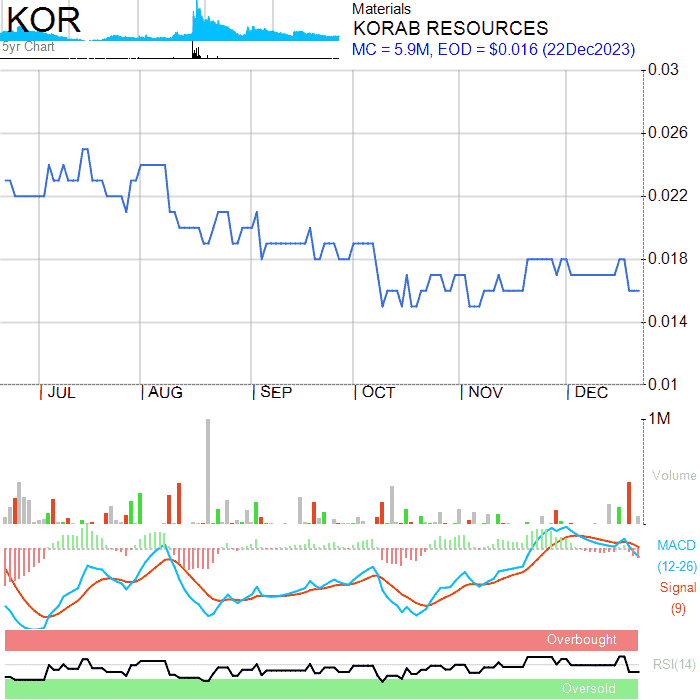 KOR
5yr Chart
Materials
KORAB RESOURCES
MC = 5.9M, EOD = $0.016 (22Dec2023)
0.03
0.026
0.022
0.018
0.014
0.01
JUL AUG SEP OCT NOV DEC
1M
Volume
MACD
(12-26)
Signal
(9)
Overbought
RSI(14)
Oversold